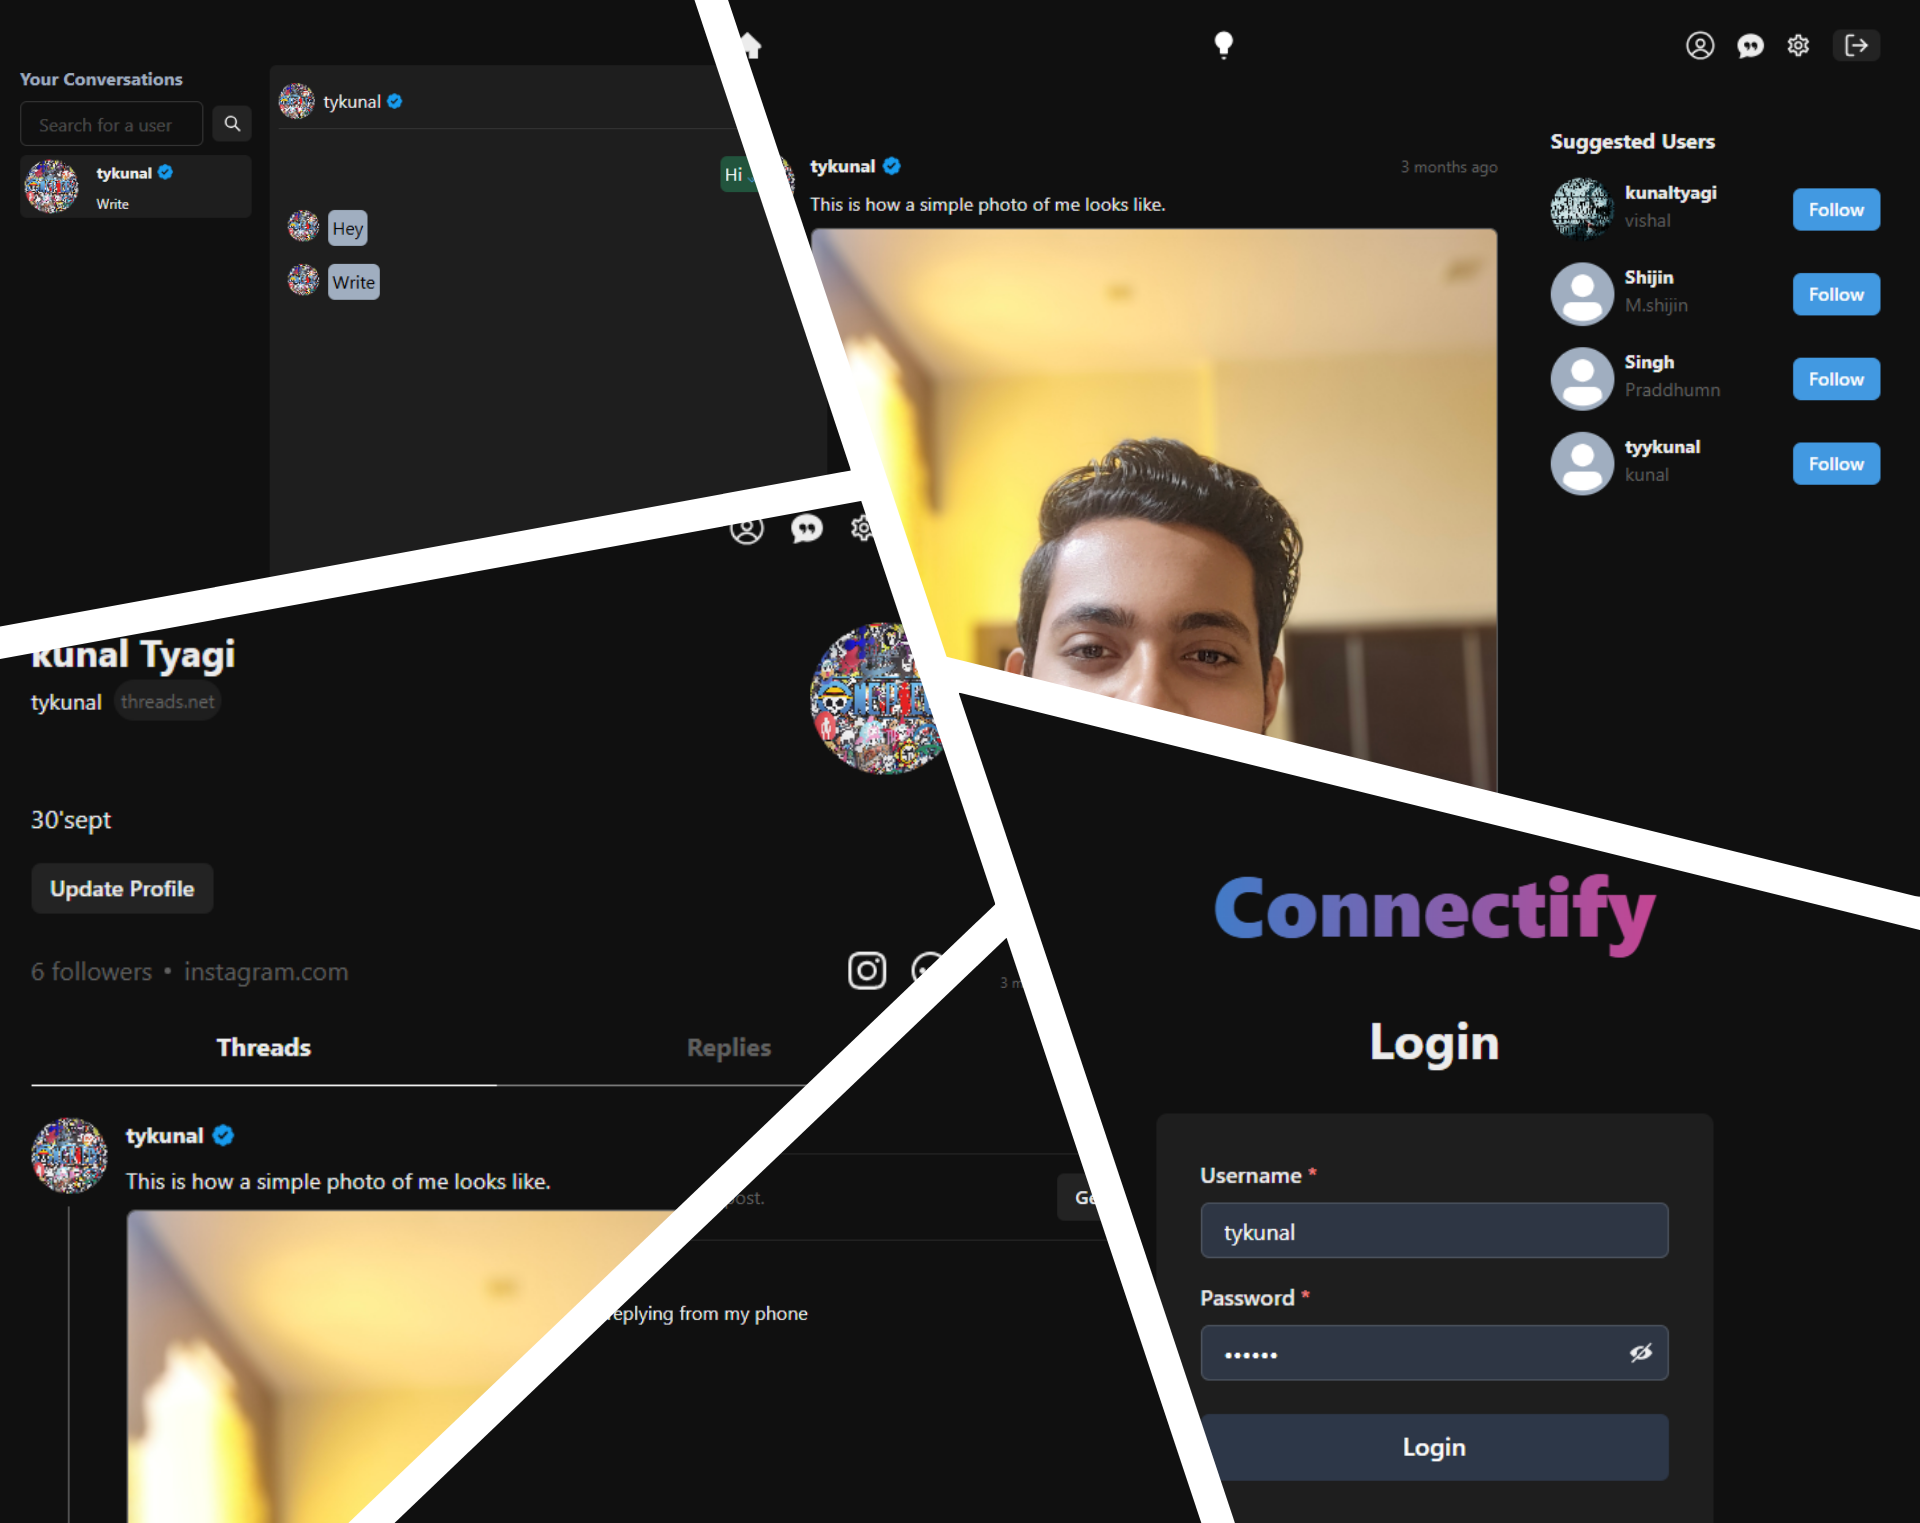 Your Conversations
Search for a user
tykunal
Write
tykunal
Hi
Hey
Write
tykunal
3 months ago
This is how a simple photo of me looks like.
Suggested Users
kunaltyagi
vishal
Follow
Shijin
M.shijin
Follow
Singh
Praddhumn
Follow
tyykunal
kunal
Follow
kunal Tyagi
tykunal
threads.net
30'sept
Update Profile
6 followers • instagram.com
Threads
Replies
tykunal
This is how a simple photo of me looks like.
3 m
post.
Ge
eplying from my phone
Connectify
Login
Username *
tykunal
Password *
••••••
Login